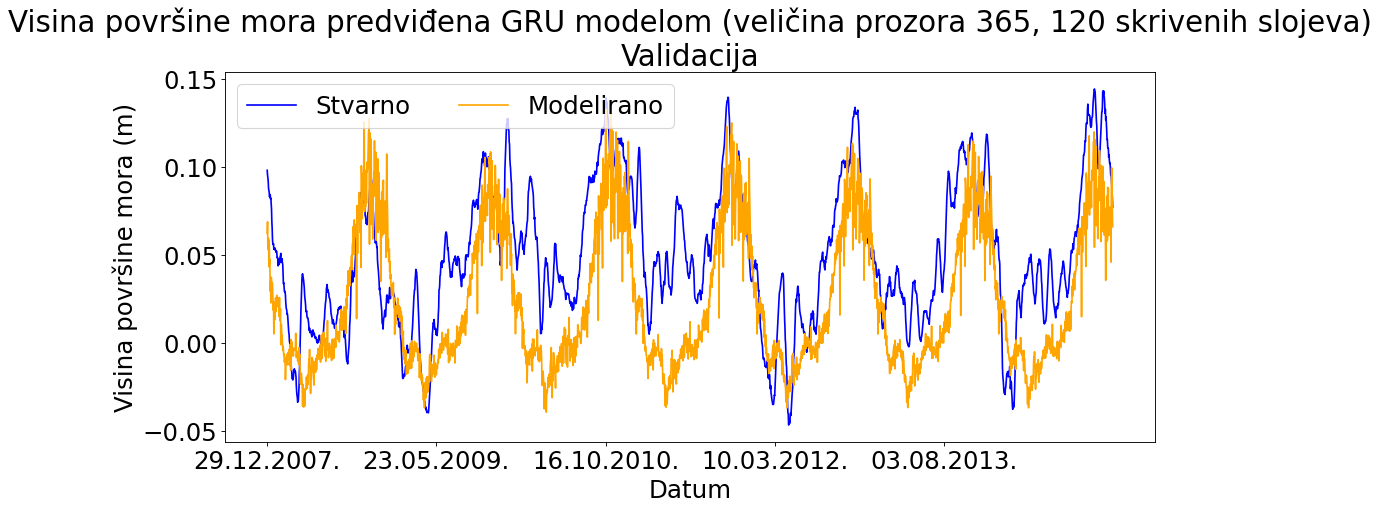 Visina površine mora predviđena GRU modelom (veličina prozora 365, 120 skrivenih slojeva)
Validacija
Stvarno
Modelirano
Visina površine mora (m)
0.15
0.10
0.05
0.00
−0.05
29.12.2007.
23.05.2009.
16.10.2010.
10.03.2012.
03.08.2013.
Datum